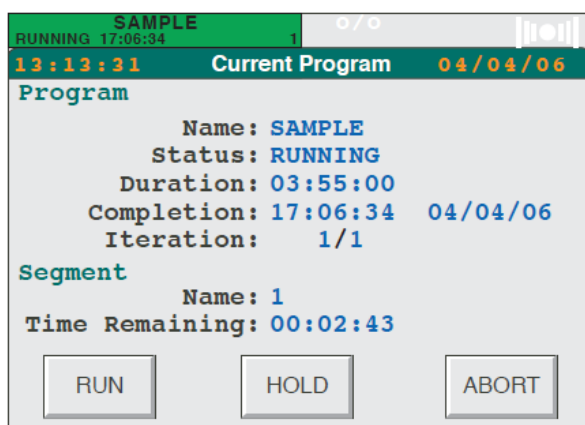 SAMPLE
RUNNING 17:06:34 1
o/o
13:13:31 Current Program 04/04/06
Program
Name: SAMPLE
Status: RUNNING
Duration: 03:55:00
Completion: 17:06:34 04/04/06
Iteration: 1/1
Segment
Name: 1
Time Remaining: 00:02:43
RUN HOLD ABORT